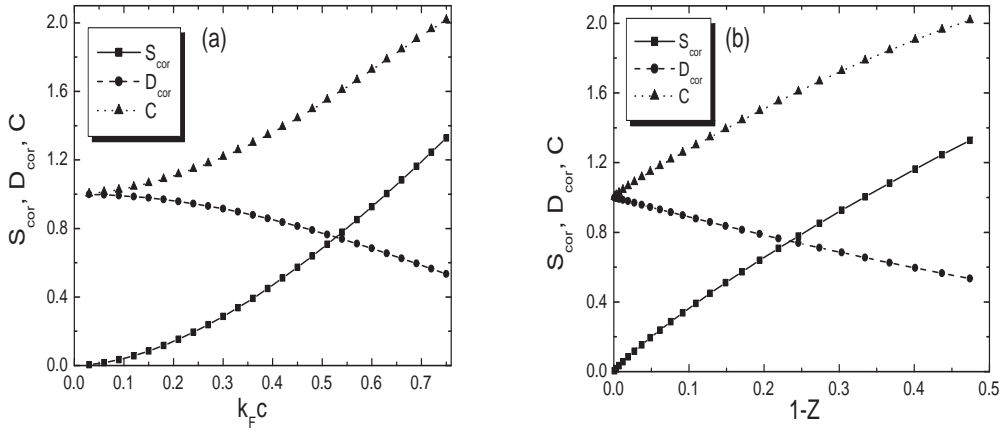 (a)
S_cor
D_cor
C
S_cor, D_cor, C
2.0
1.6
1.2
0.8
0.4
0.0
0.0 0.1 0.2 0.3 0.4 0.5 0.6 0.7
k_Fc
(b)
S_cor
D_cor
C
S_cor, D_cor, C
2.0
1.6
1.2
0.8
0.4
0.0
0.0 0.1 0.2 0.3 0.4 0.5
1-Z